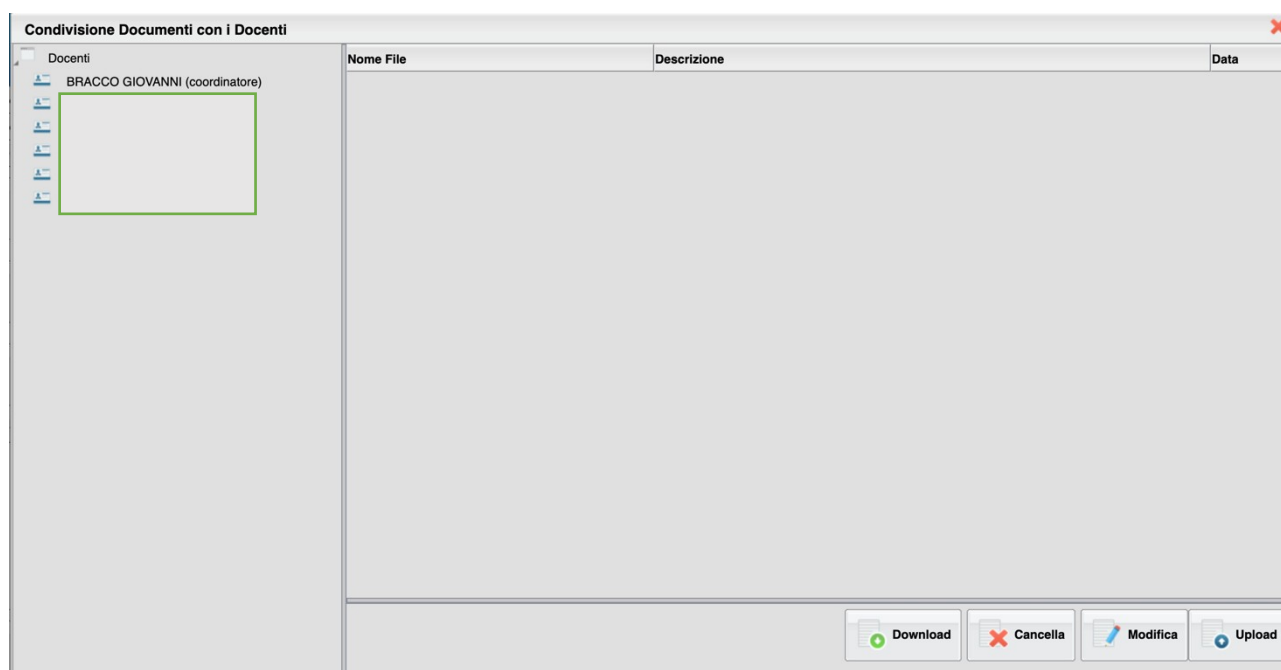 Condivisione Documenti con i Docenti
Docenti
BRACCO GIOVANNI (coordinatore)
Nome File Descrizione Data
Download Cancella Modifica Upload